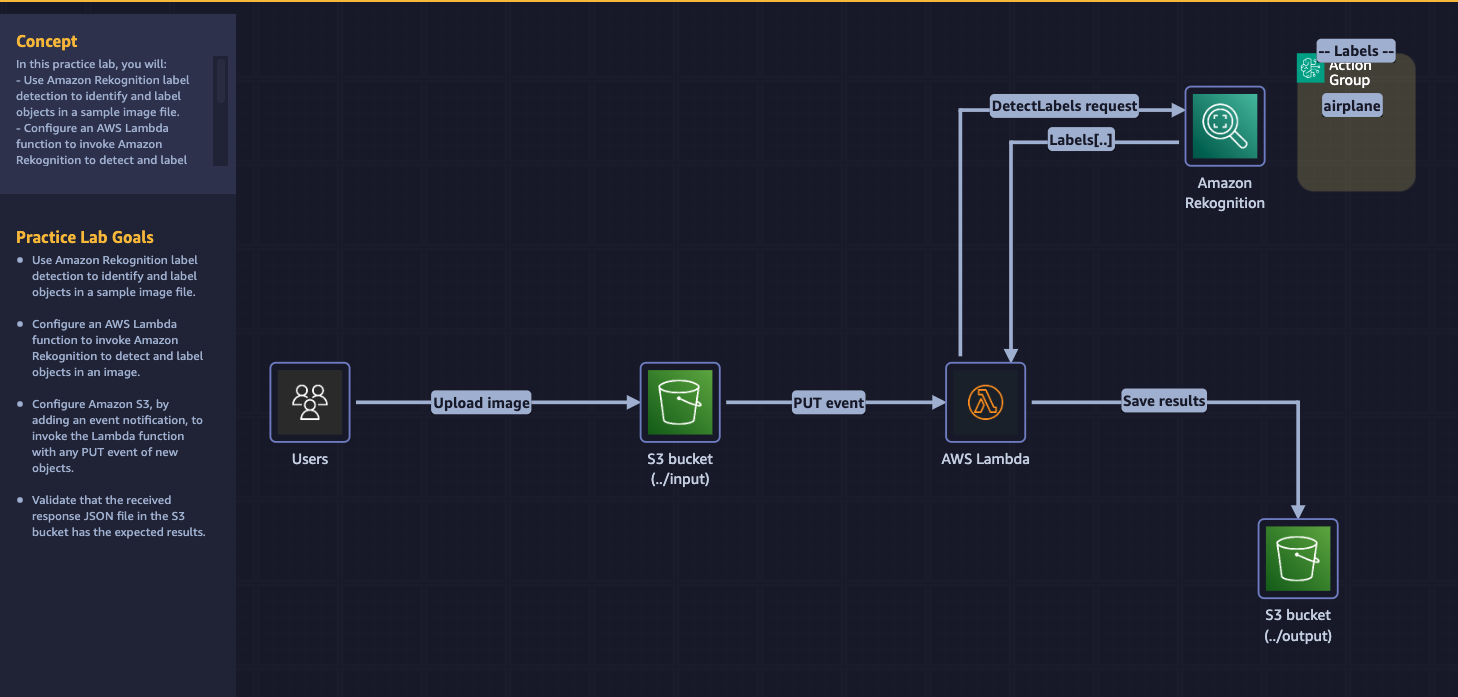 Concept
In this practice lab, you will:
- Use Amazon Rekognition label
detection to identify and label
objects in a sample image file.
- Configure an AWS Lambda
function to invoke Amazon
Rekognition to detect and label
Practice Lab Goals
Use Amazon Rekognition label
detection to identify and label
objects in a sample image file.
Configure an AWS Lambda
function to invoke Amazon
Rekognition to detect and label
objects in an image.
Configure Amazon S3, by
adding an event notification, to
invoke the Lambda function
with any PUT event of new
objects.
Validate that the received
response JSON file in the S3
bucket has the expected results.
-- Labels --
Action
Group
airplane
DetectLabels request
Labels[..]
Amazon
Rekognition
Users
Upload image
S3 bucket
(../input)
PUT event
AWS Lambda
Save results
S3 bucket
(../output)